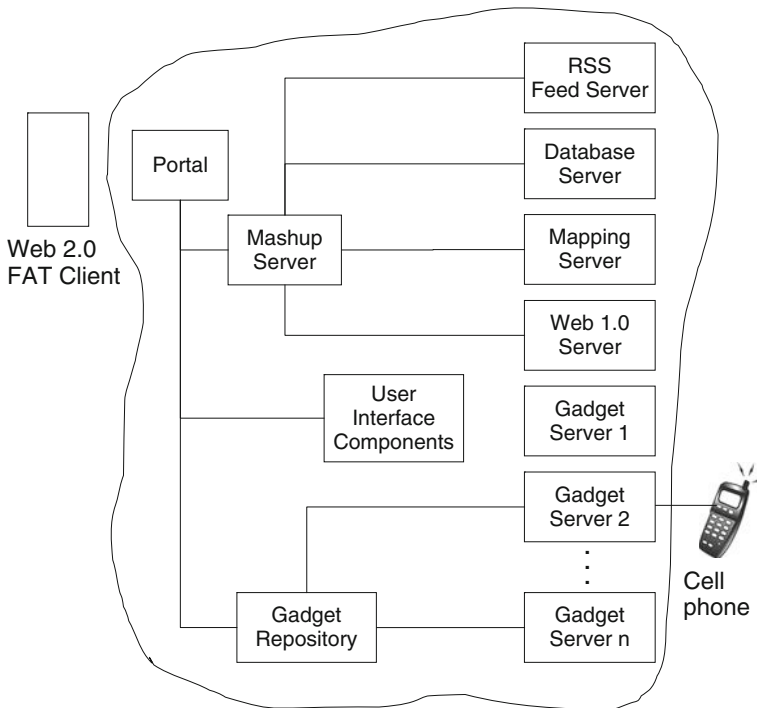 RSS
Feed Server
Portal
Database
Server
Web 2.0
FAT Client
Mashup
Server
Mapping
Server
Web 1.0
Server
User
Interface
Components
Gadget
Server 1
Gadget
Server 2
Cell
phone
Gadget
Repository
Gadget
Server n